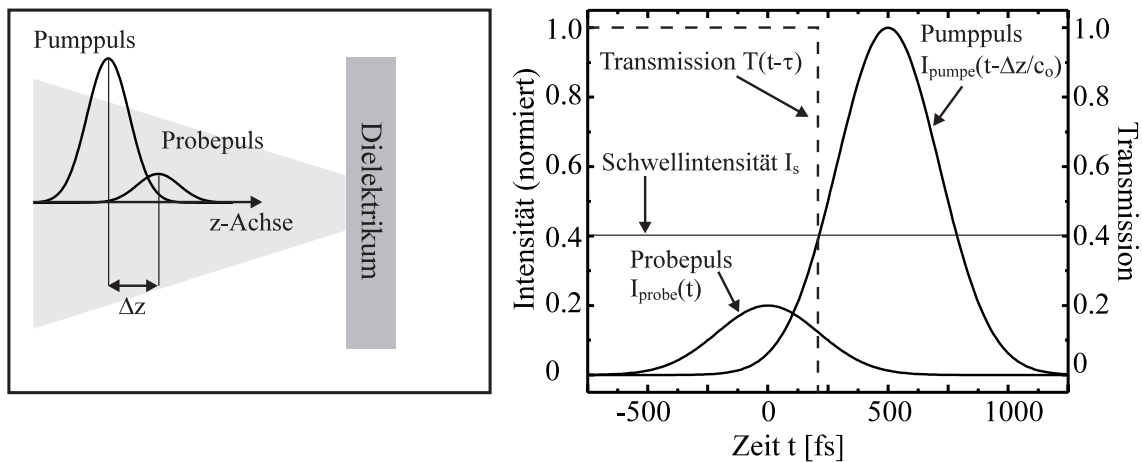 Pumppuls
Probepuls
z-Achse
Δz
Dielektrikum
Intensität (normiert)
1.0
0.8
0.6
0.4
0.2
0
Transmission T(t-τ)
Pumppuls
I_pumpe(t-Δz/c_o)
Schwellintensität I_s
Probepuls
I_probe(t)
1.0
0.8
0.6
0.4
0.2
0
Transmission
-500
0
500
1000
Zeit t [fs]